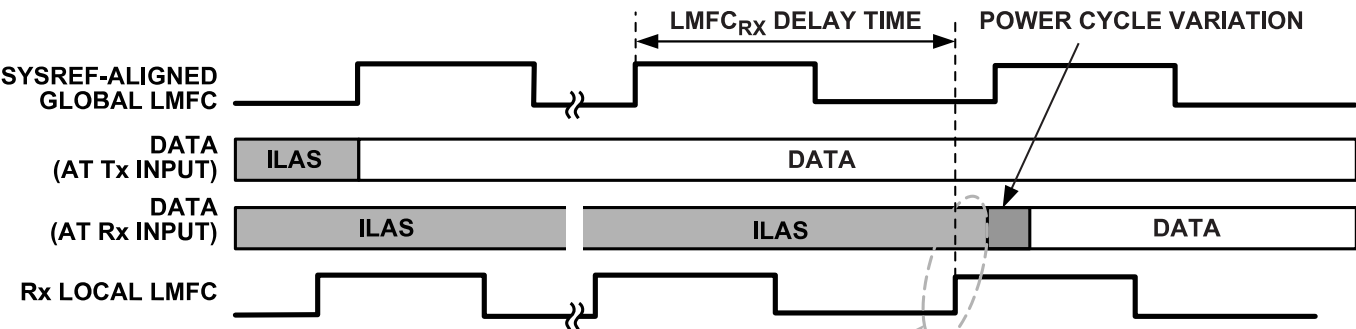 LMFCRX DELAY TIME
POWER CYCLE VARIATION
SYSREF-ALIGNED
GLOBAL LMFC
DATA
(AT Tx INPUT)
ILAS
DATA
DATA
(AT Rx INPUT)
ILAS
ILAS
DATA
Rx LOCAL LMFC